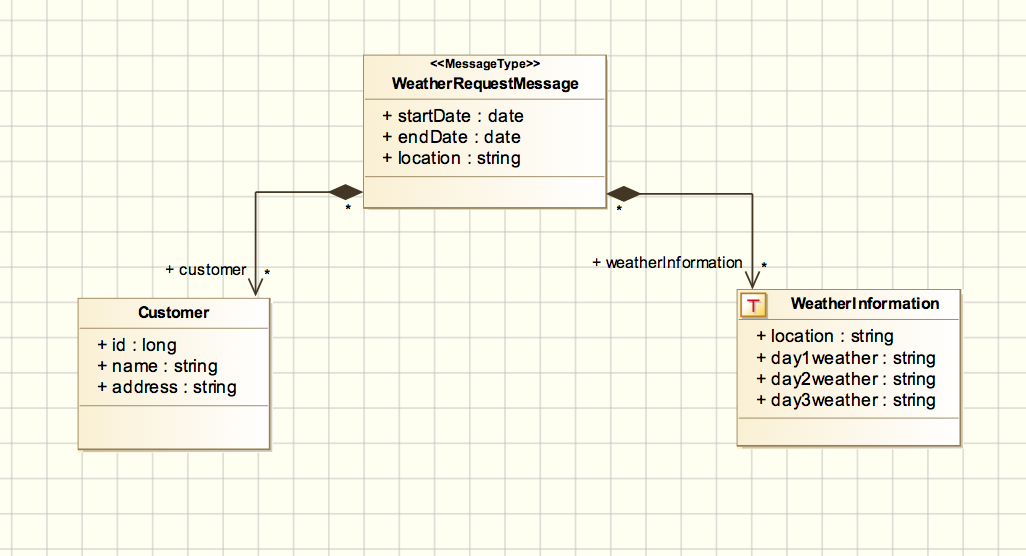 <<MessageType>>
WeatherRequestMessage
+ startDate : date
+ endDate : date
+ location : string
*
*
+ customer
*
+ weatherInformation
*
Customer
+ id : long
+ name : string
+ address : string
T
WeatherInformation
+ location : string
+ day1weather : string
+ day2weather : string
+ day3weather : string